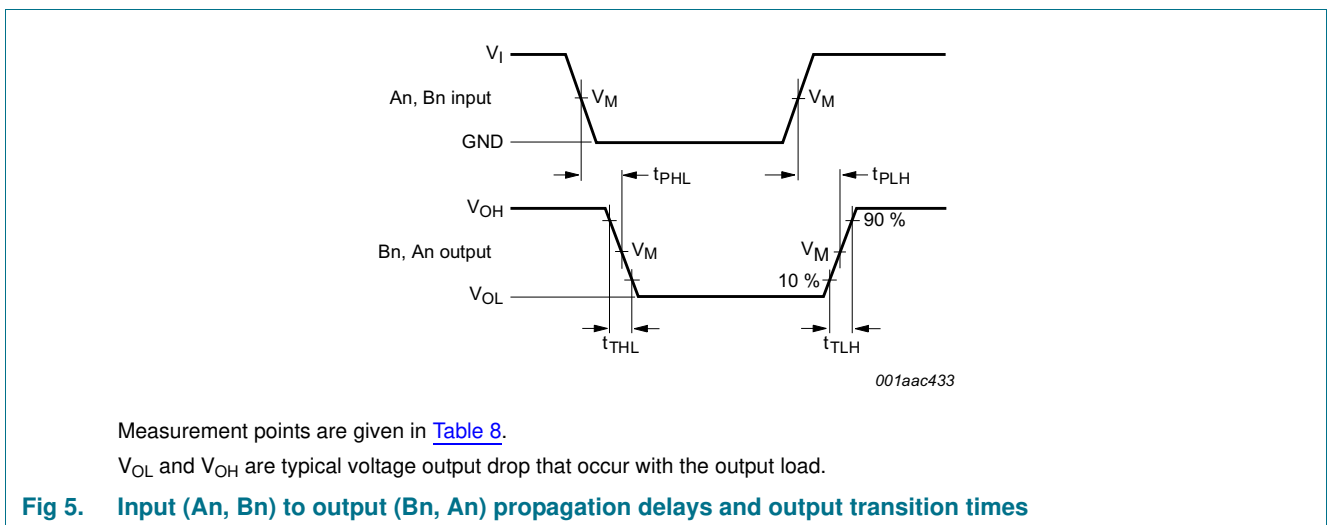 V_I
An, Bn input
V_M
V_M
GND
t_PHL
t_PLH
V_OH
90 %
Bn, An output
V_M
V_M
10 %
V_OL
t_THL
t_TLH
001aac433
Measurement points are given in Table 8.
V_OL and V_OH are typical voltage output drop that occur with the output load.
Fig 5. Input (An, Bn) to output (Bn, An) propagation delays and output transition times